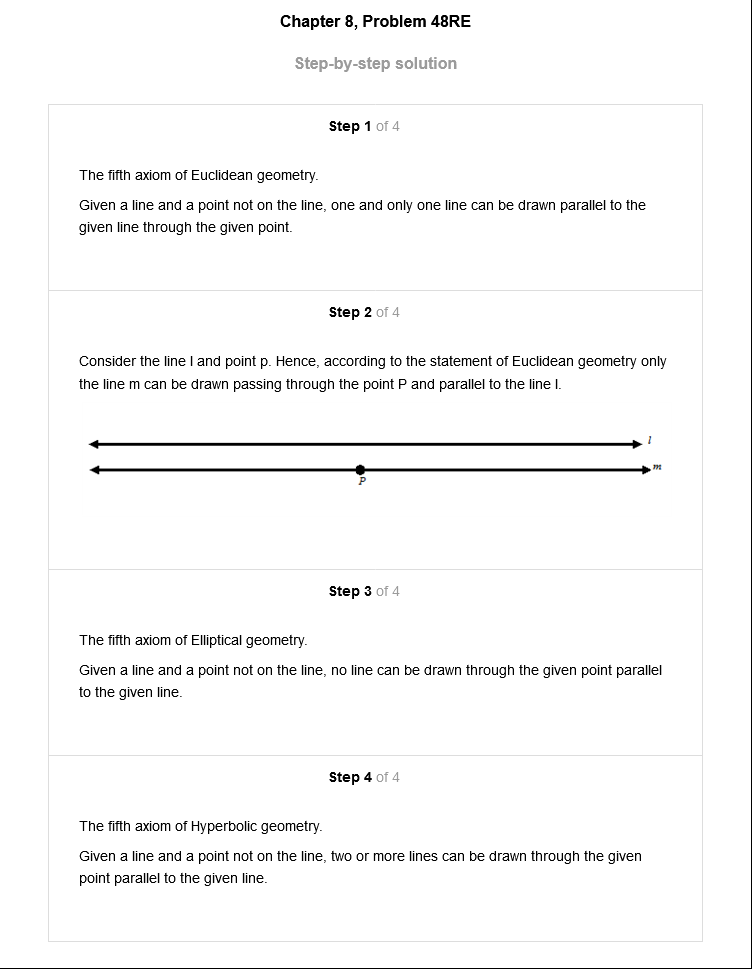 Chapter 8, Problem 48RE
Step-by-step solution
Step 1 of 4
The fifth axiom of Euclidean geometry.
Given a line and a point not on the line, one and only one line can be drawn parallel to the
given line through the given point.
Step 2 of 4
Consider the line l and point p. Hence, according to the statement of Euclidean geometry only
the line m can be drawn passing through the point P and parallel to the line l.
l
m
P
Step 3 of 4
The fifth axiom of Elliptical geometry.
Given a line and a point not on the line, no line can be drawn through the given point parallel
to the given line.
Step 4 of 4
The fifth axiom of Hyperbolic geometry.
Given a line and a point not on the line, two or more lines can be drawn through the given
point parallel to the given line.